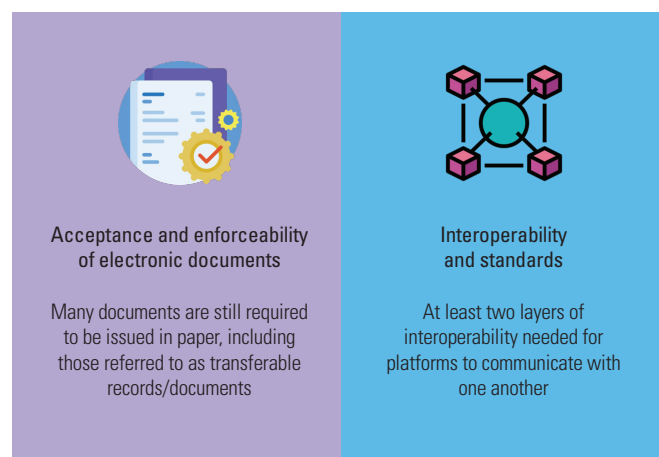 Acceptance and enforceability
of electronic documents
Many documents are still required
to be issued in paper, including
those referred to as transferable
records/documents
Interoperability
and standards
At least two layers of
interoperability needed for
platforms to communicate with
one another